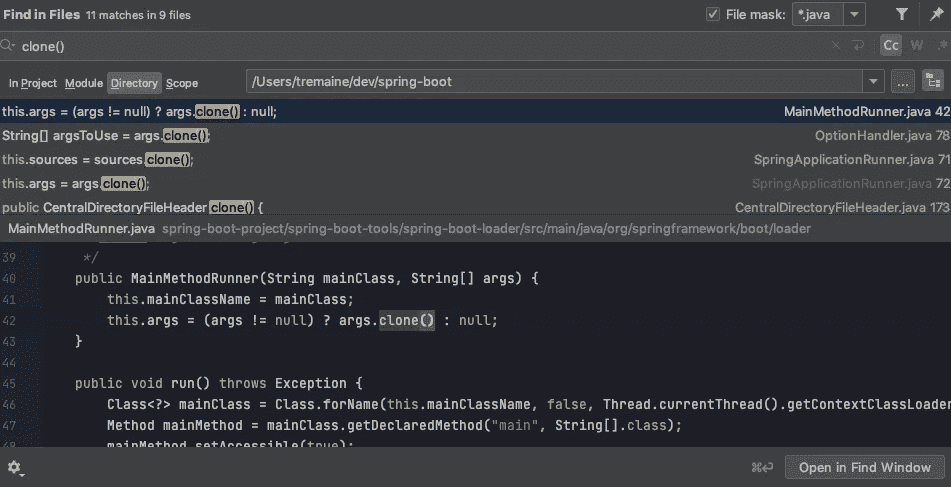 Find in Files 11 matches in 9 files File mask: *.java
clone() Cc W .*
In Project Module Directory Scope /Users/tremaine/dev/spring-boot ...
this.args = (args != null) ? args.clone() : null; MainMethodRunner.java 42
String[] argsToUse = args.clone(); OptionHandler.java 78
this.sources = sources.clone(); SpringApplicationRunner.java 71
this.args = args.clone(); SpringApplicationRunner.java 72
public CentralDirectoryFileHeader clone() { CentralDirectoryFileHeader.java 173
MainMethodRunner.java spring-boot-project/spring-boot-tools/spring-boot-loader/src/main/java/org/springframework/boot/loader
39 */
40 public MainMethodRunner(String mainClass, String[] args) {
41 this.mainClassName = mainClass;
42 this.args = (args != null) ? args.clone() : null;
43 }
44
45 public void run() throws Exception {
46 Class<?> mainClass = Class.forName(this.mainClassName, false, Thread.currentThread().getContextClassLoader
47 Method mainMethod = mainClass.getDeclaredMethod("main", String[].class);
48 mainMethod.setAccessible(true);
⌘↩ Open in Find Window